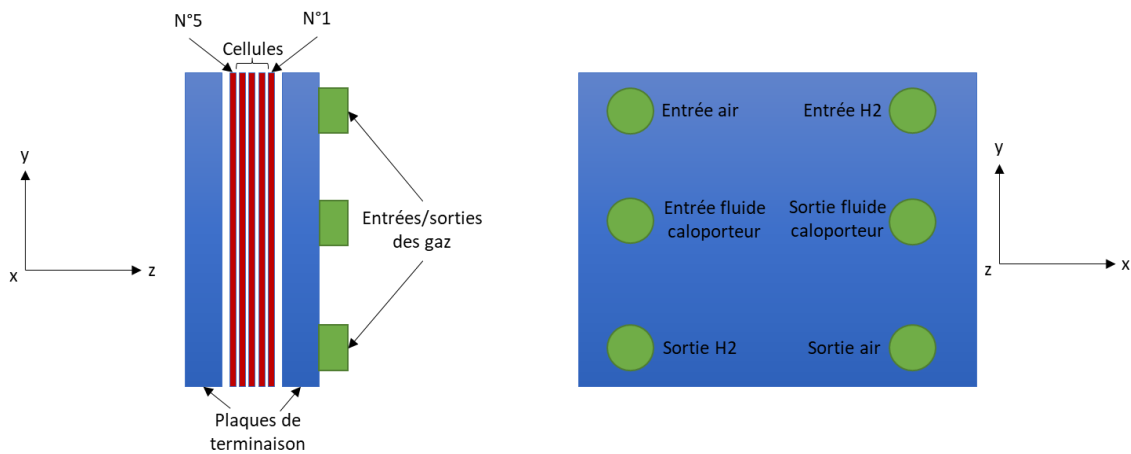 N°5
N°1
Cellules
y
x
z
Entrées/sorties
des gaz
Plaques de
terminaison
Entrée air
Entrée H2
Entrée fluide
caloporteur
Sortie fluide
caloporteur
Sortie H2
Sortie air
y
z
x